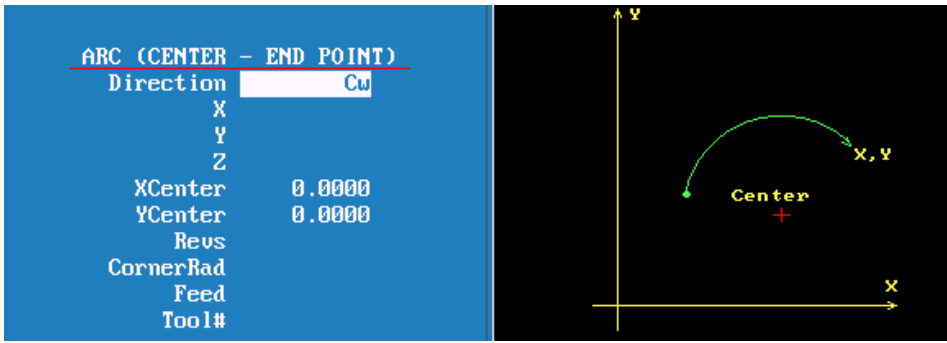 ARC (CENTER - END POINT)
Direction Cw
X
Y
Z
XCenter 0.0000
YCenter 0.0000
Revs
CornerRad
Feed
Tool#
Y
X,Y
Center
X